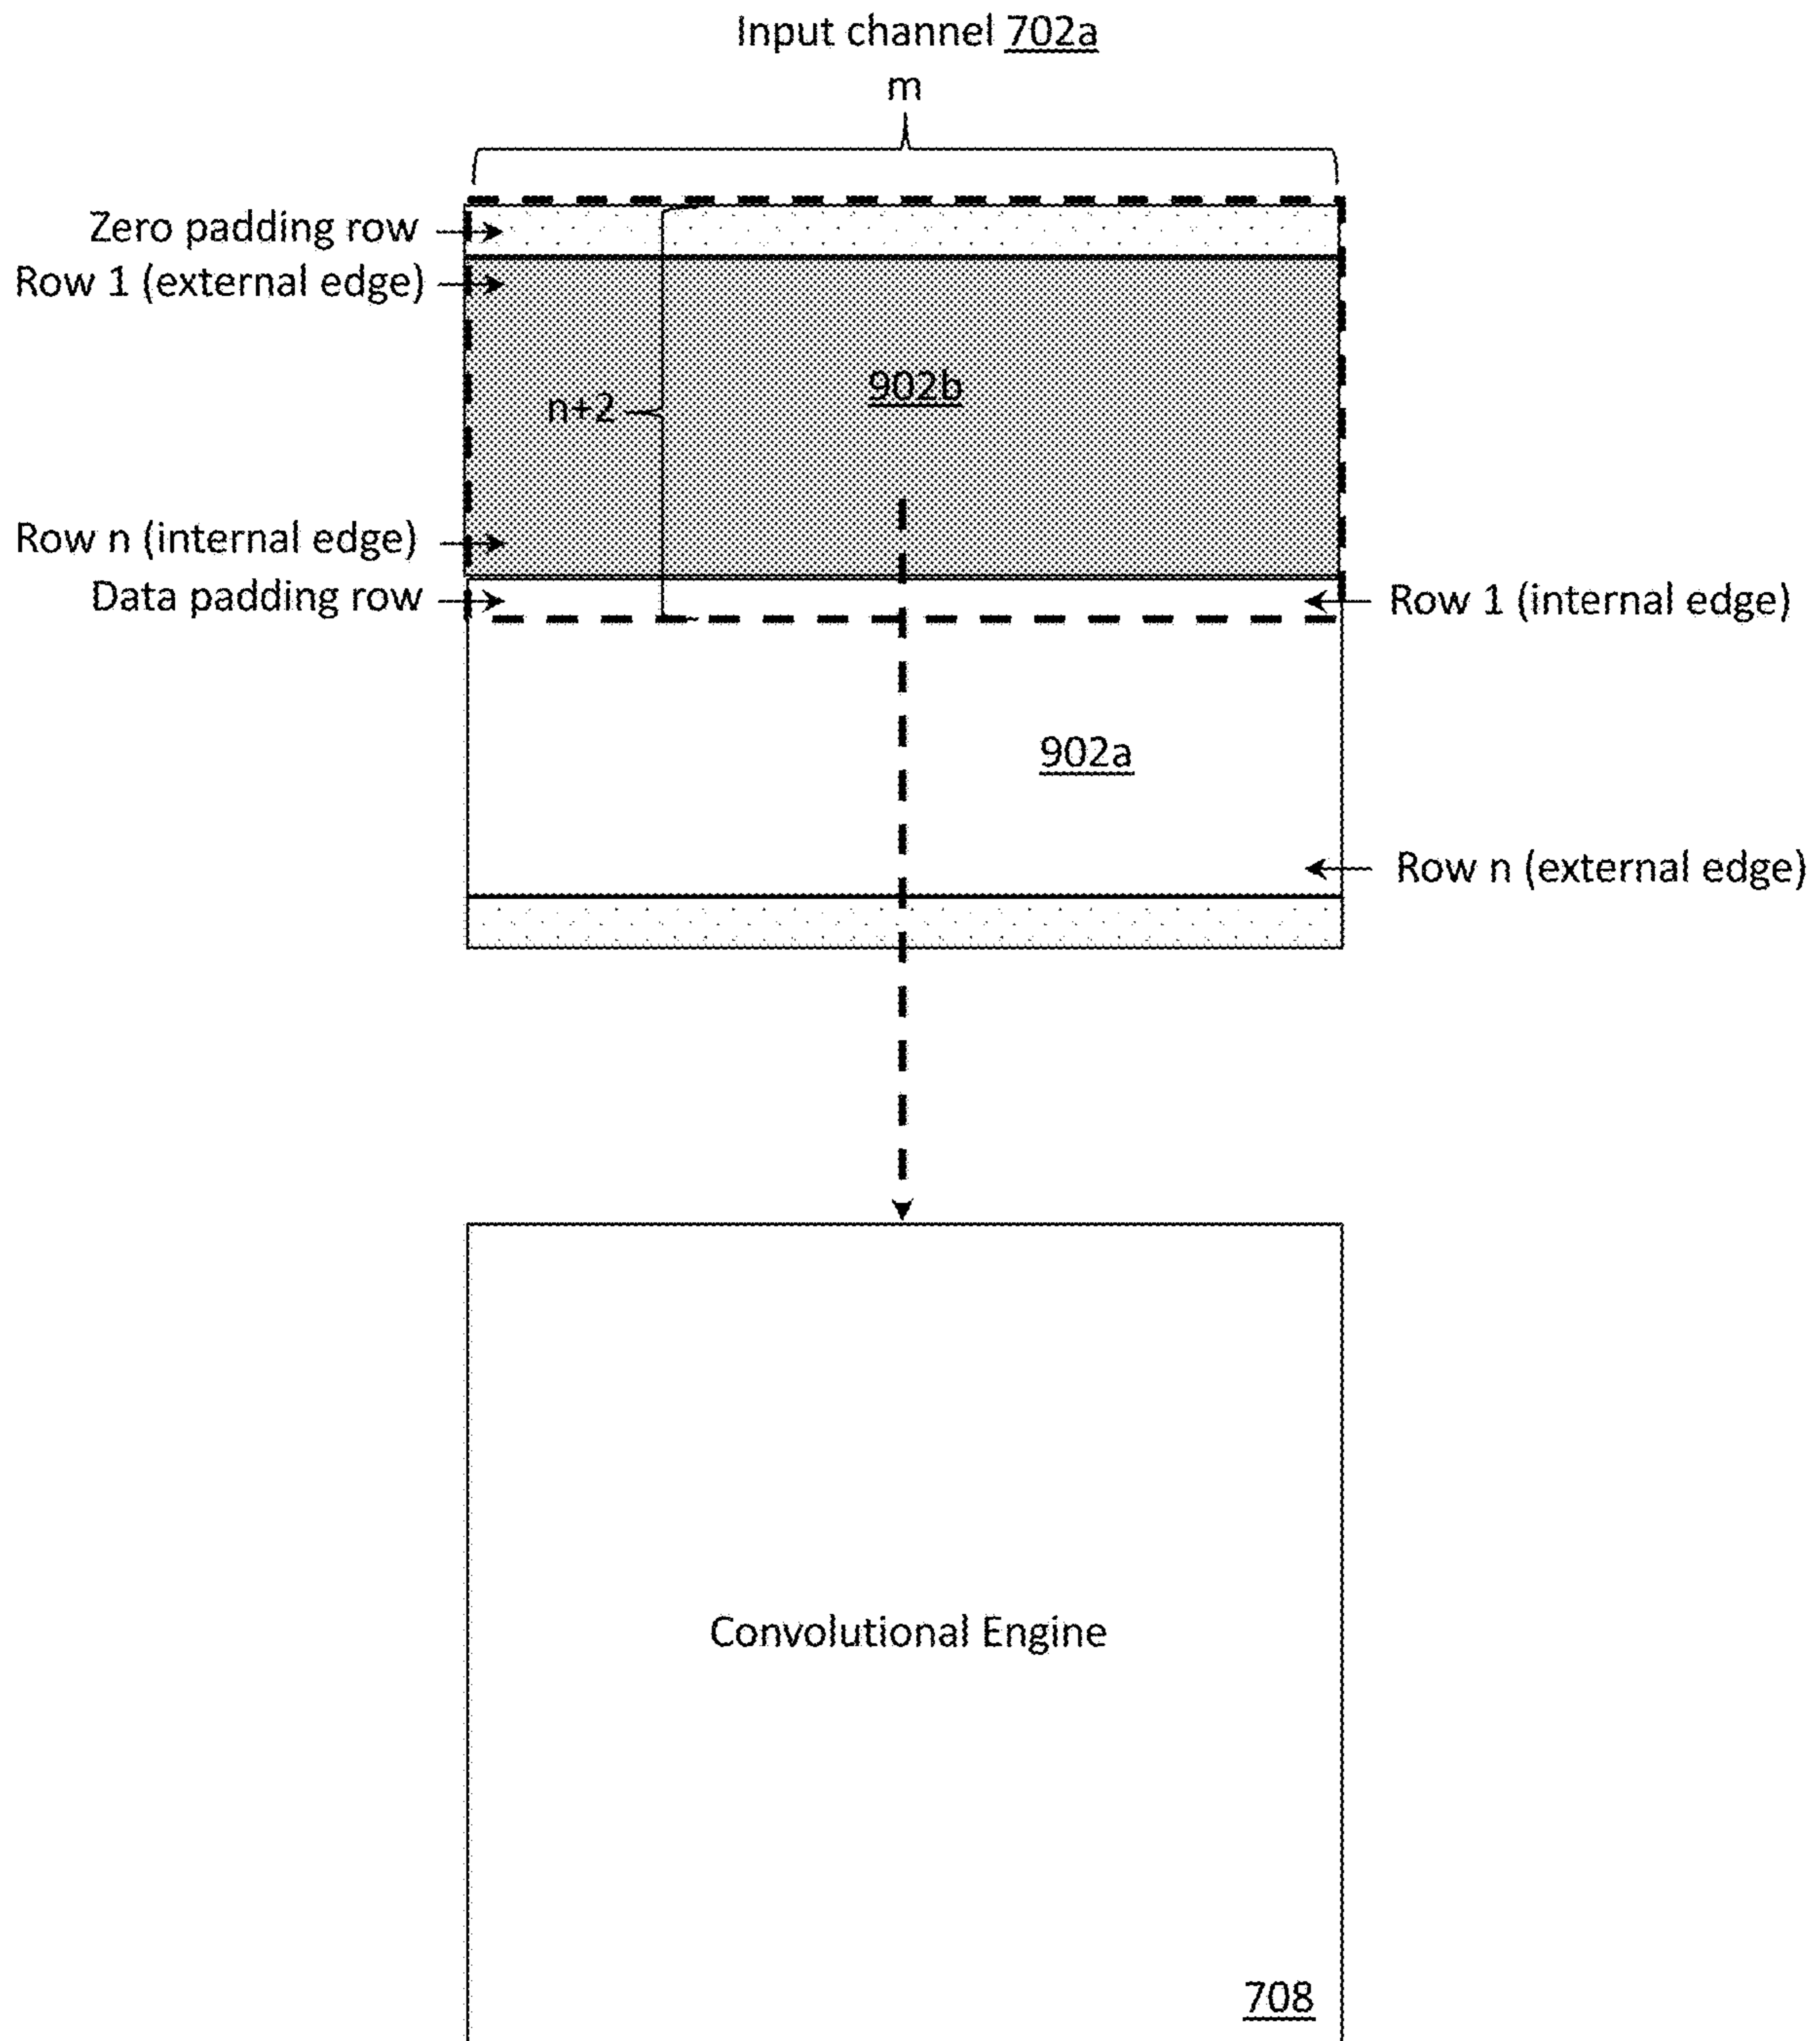 Input channel 702a
m
Zero padding row
Row 1 (external edge)
902b
n+2
Row n (internal edge)
Data padding row
Row 1 (internal edge)
902a
Row n (external edge)
Convolutional Engine
708